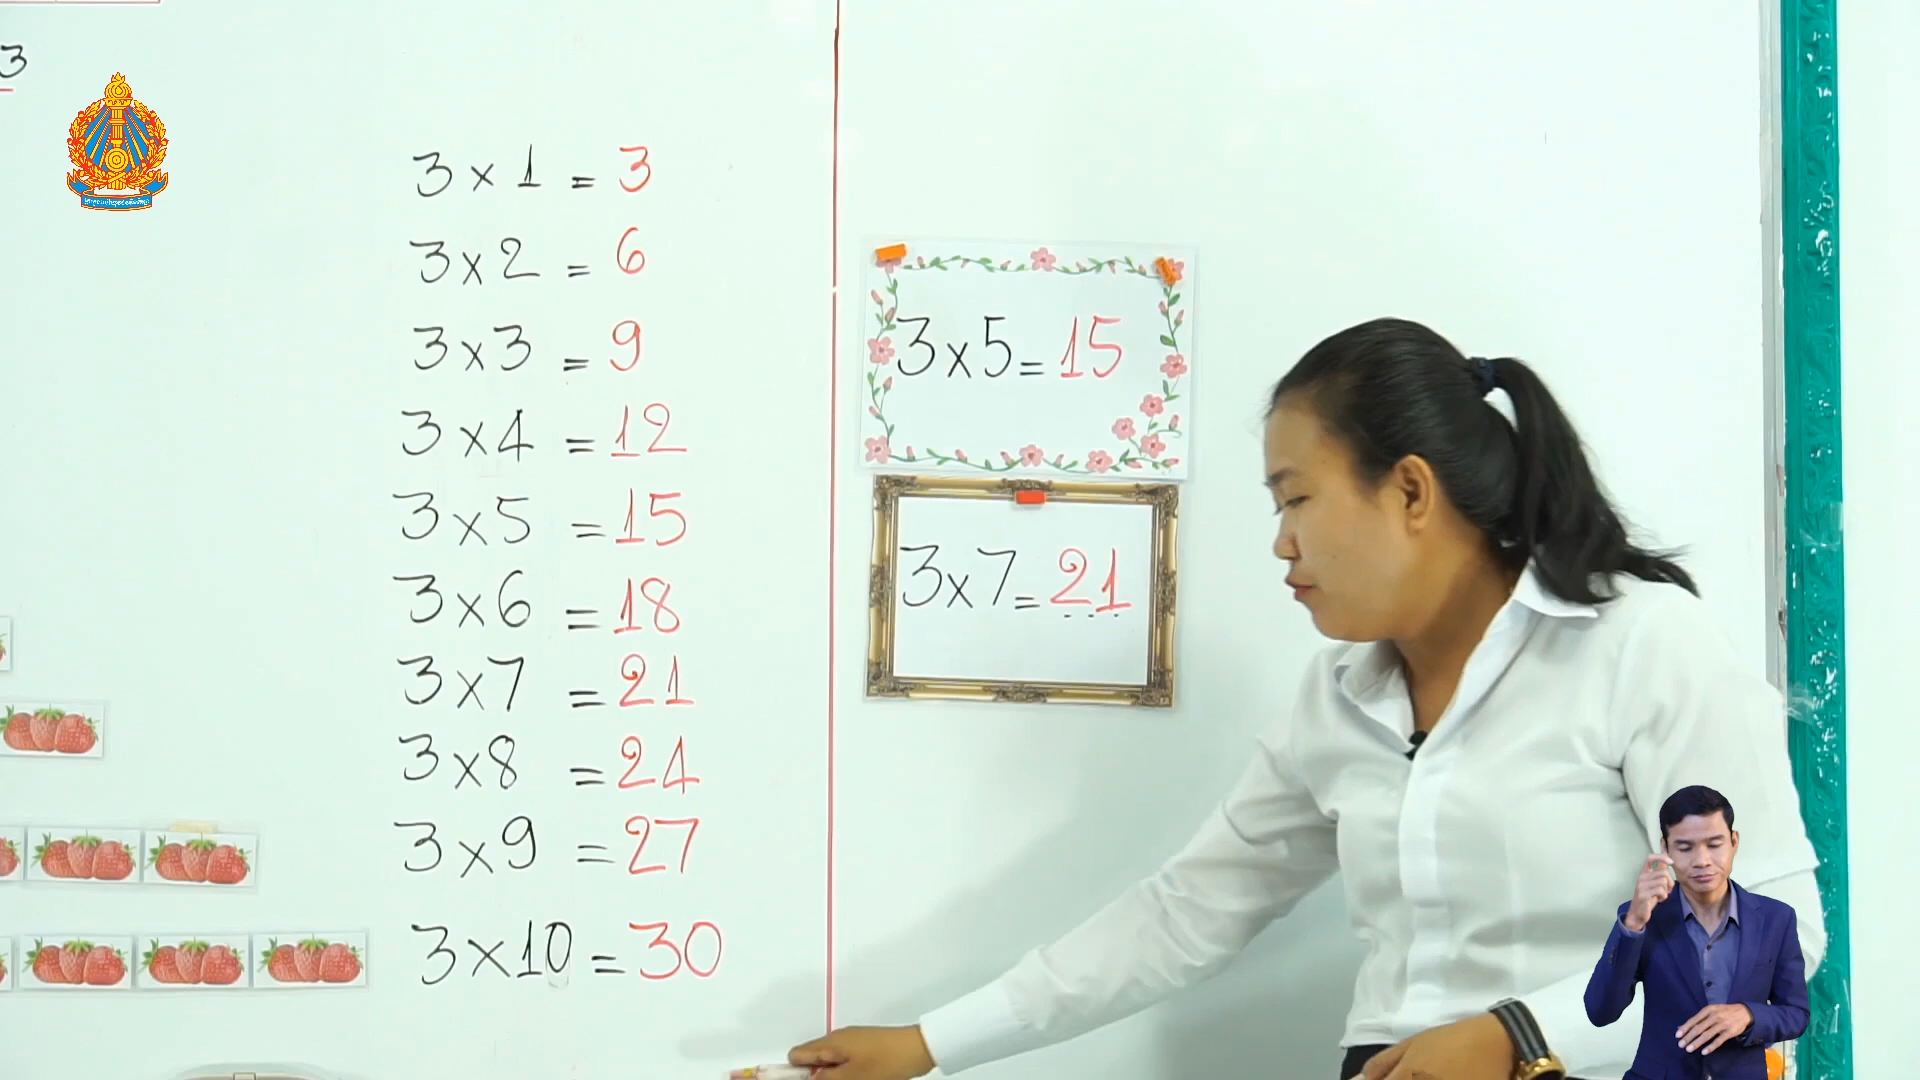 3
3 x 1 = 3
3 x 2 = 6
3 x 3 = 9
3 x 4 = 12
3 x 5 = 15
3 x 6 = 18
3 x 7 = 21
3 x 8 = 24
3 x 9 = 27
3 x 10 = 30
3 x 5 = 15
3 x 7 = 21